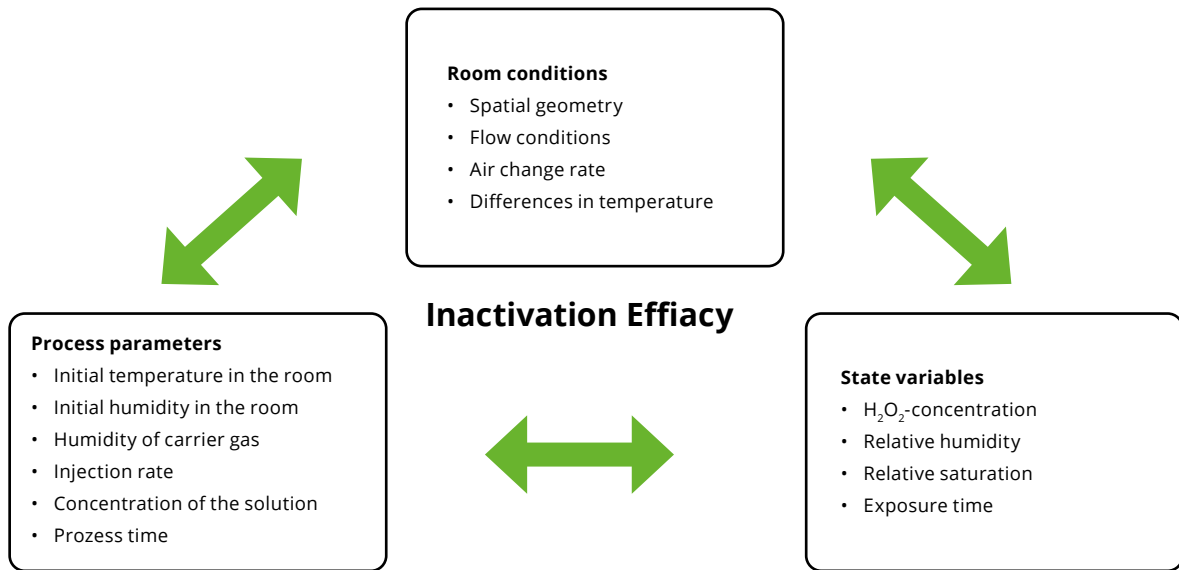 Room conditions
• Spatial geometry
• Flow conditions
• Air change rate
• Differences in temperature
Inactivation Effiacy
Process parameters
• Initial temperature in the room
• Initial humidity in the room
• Humidity of carrier gas
• Injection rate
• Concentration of the solution
• Prozess time
State variables
• H₂O₂-concentration
• Relative humidity
• Relative saturation
• Exposure time